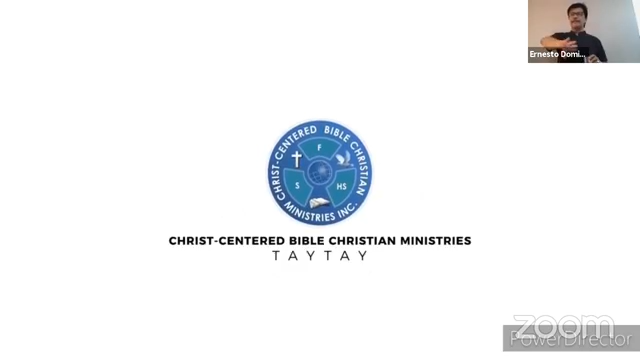 Ernesto Domi...
CHRIST-CENTERED BIBLE CHRISTIAN
MINISTRIES INC.
F
S
HS
CHRIST-CENTERED BIBLE CHRISTIAN MINISTRIES
TAYTAY
zoom
PowerDirector